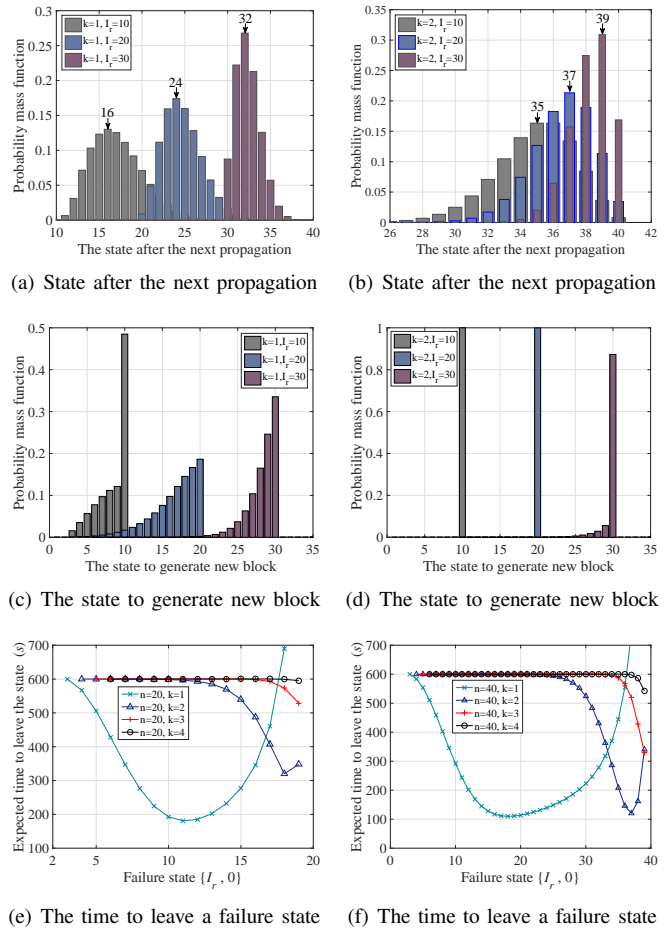 0.3
0.25
0.2
0.15
0.1
0.05
0
Probability mass function
k=1, I_r=10
k=1, I_r=20
k=1, I_r=30
16
24
32
10 15 20 25 30 35 40
The state after the next propagation
(a) State after the next propagation
0.35
0.3
0.25
0.2
0.15
0.1
0.05
0
Probability mass function
k=2, I_r=10
k=2, I_r=20
k=2, I_r=30
35
37
39
26 28 30 32 34 36 38 40 42
The state after the next propagation
(b) State after the next propagation
0.5
0.4
0.3
0.2
0.1
0
Probability mass function
k=1,I_r=10
k=1,I_r=20
k=1,I_r=30
0 5 10 15 20 25 30 35
The state to generate new block
(c) The state to generate new block
1
0.8
0.6
0.4
0.2
0
Probability mass function
k=2,I_r=10
k=2,I_r=20
k=2,I_r=30
0 5 10 15 20 25 30 35
The state to generate new block
(d) The state to generate new block
700
600
500
400
300
200
100
Expected time to leave the state (s)
n=20, k=1
n=20, k=2
n=20, k=3
n=20, k=4
2 5 10 15 20
Failure state {I_r , 0}
(e) The time to leave a failure state
700
600
500
400
300
200
100
0
Expected time to leave the state (s)
n=40, k=1
n=40, k=2
n=40, k=3
n=40, k=4
0 10 20 30 40
Failure state {I_r , 0}
(f) The time to leave a failure state